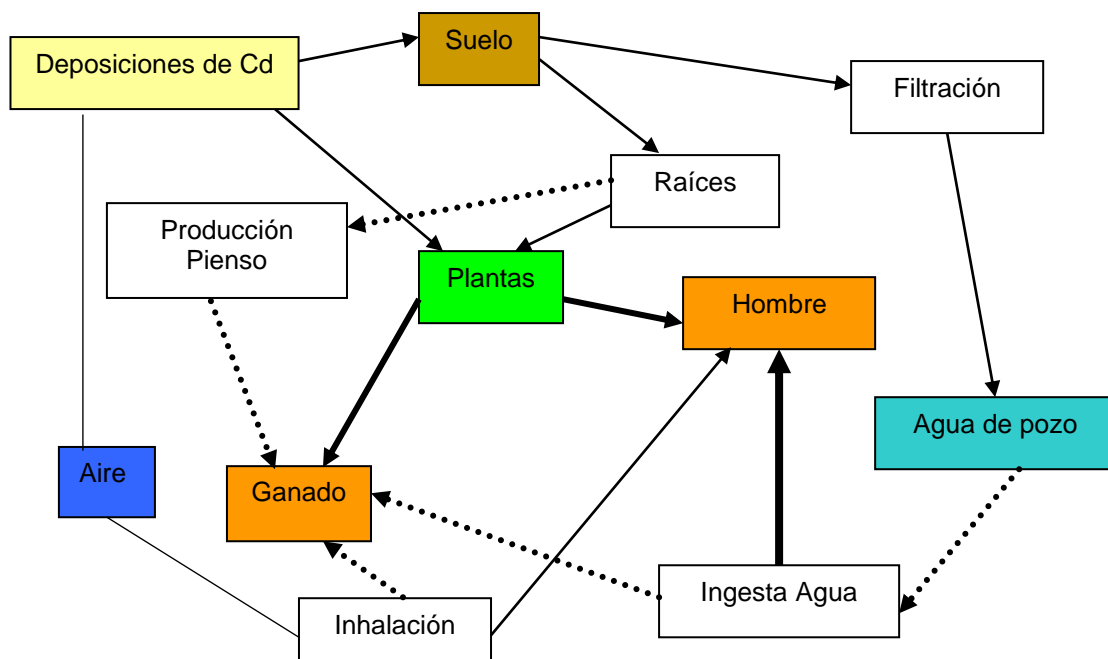 Suelo
Deposiciones de Cd
Filtración
Raíces
Producción
Pienso
Plantas
Hombre
Agua de pozo
Aire
Ganado
Ingesta Agua
Inhalación